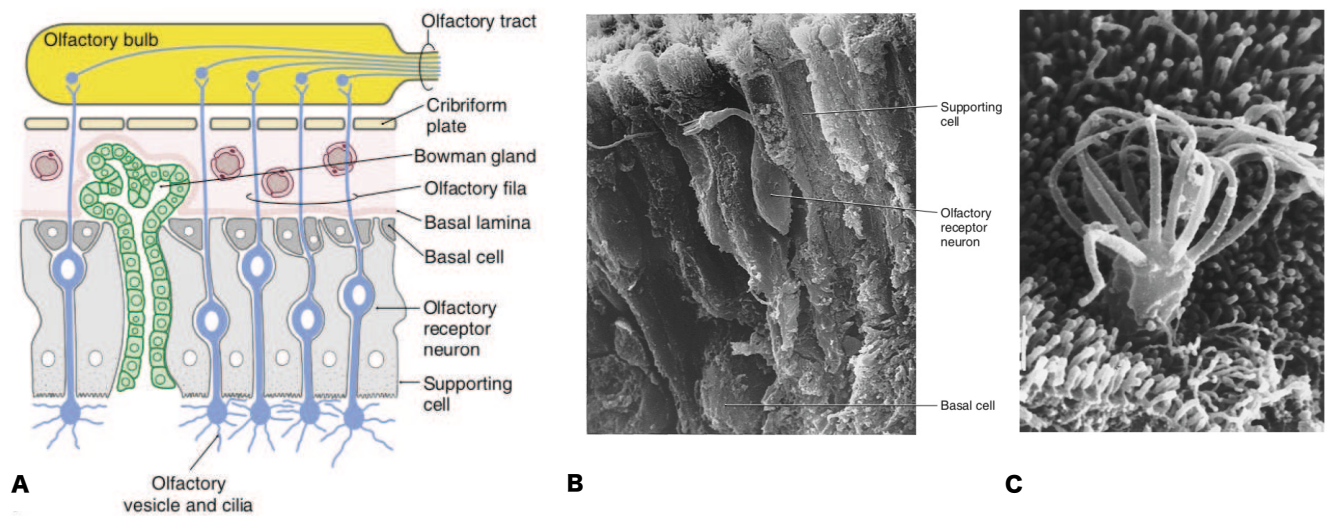 Olfactory tract
Olfactory bulb
Cribriform
plate
Bowman gland
Olfactory fila
Basal lamina
Basal cell
Olfactory
receptor
neuron
Supporting
cell
Olfactory
vesicle and cilia
A
Supporting
cell
Olfactory
receptor
neuron
Basal cell
B
C